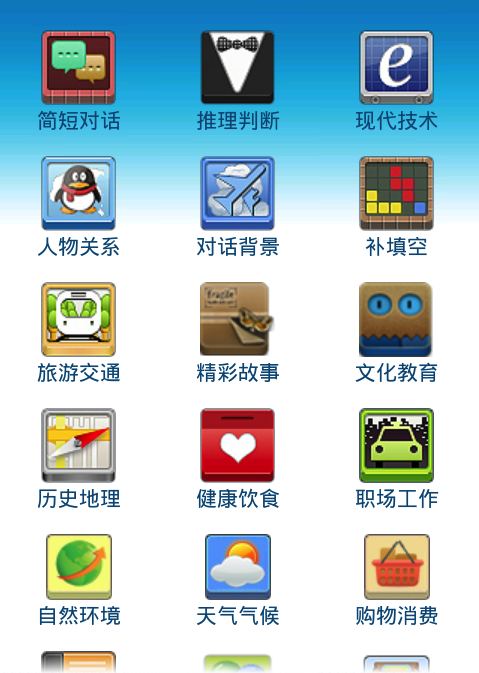 简短对话 推理判断 现代技术
人物关系 对话背景 补填空
旅游交通 fragile 精彩故事 文化教育
历史地理 健康饮食 职场工作
自然环境 天气气候 购物消费